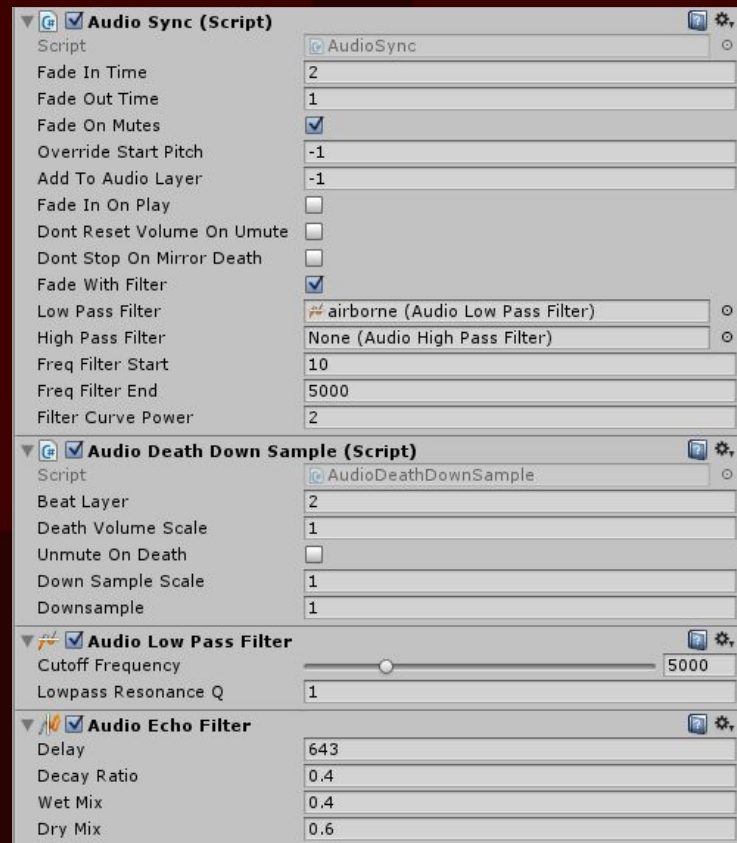 Audio Sync (Script)
Script AudioSync
Fade In Time 2
Fade Out Time 1
Fade On Mutes
Override Start Pitch -1
Add To Audio Layer -1
Fade In On Play
Dont Reset Volume On Umute
Dont Stop On Mirror Death
Fade With Filter
Low Pass Filter airborne (Audio Low Pass Filter)
High Pass Filter None (Audio High Pass Filter)
Freq Filter Start 10
Freq Filter End 5000
Filter Curve Power 2
Audio Death Down Sample (Script)
Script AudioDeathDownSample
Beat Layer 2
Death Volume Scale 1
Unmute On Death
Down Sample Scale 1
Downsample 1
Audio Low Pass Filter
Cutoff Frequency 5000
Lowpass Resonance Q 1
Audio Echo Filter
Delay 643
Decay Ratio 0.4
Wet Mix 0.4
Dry Mix 0.6